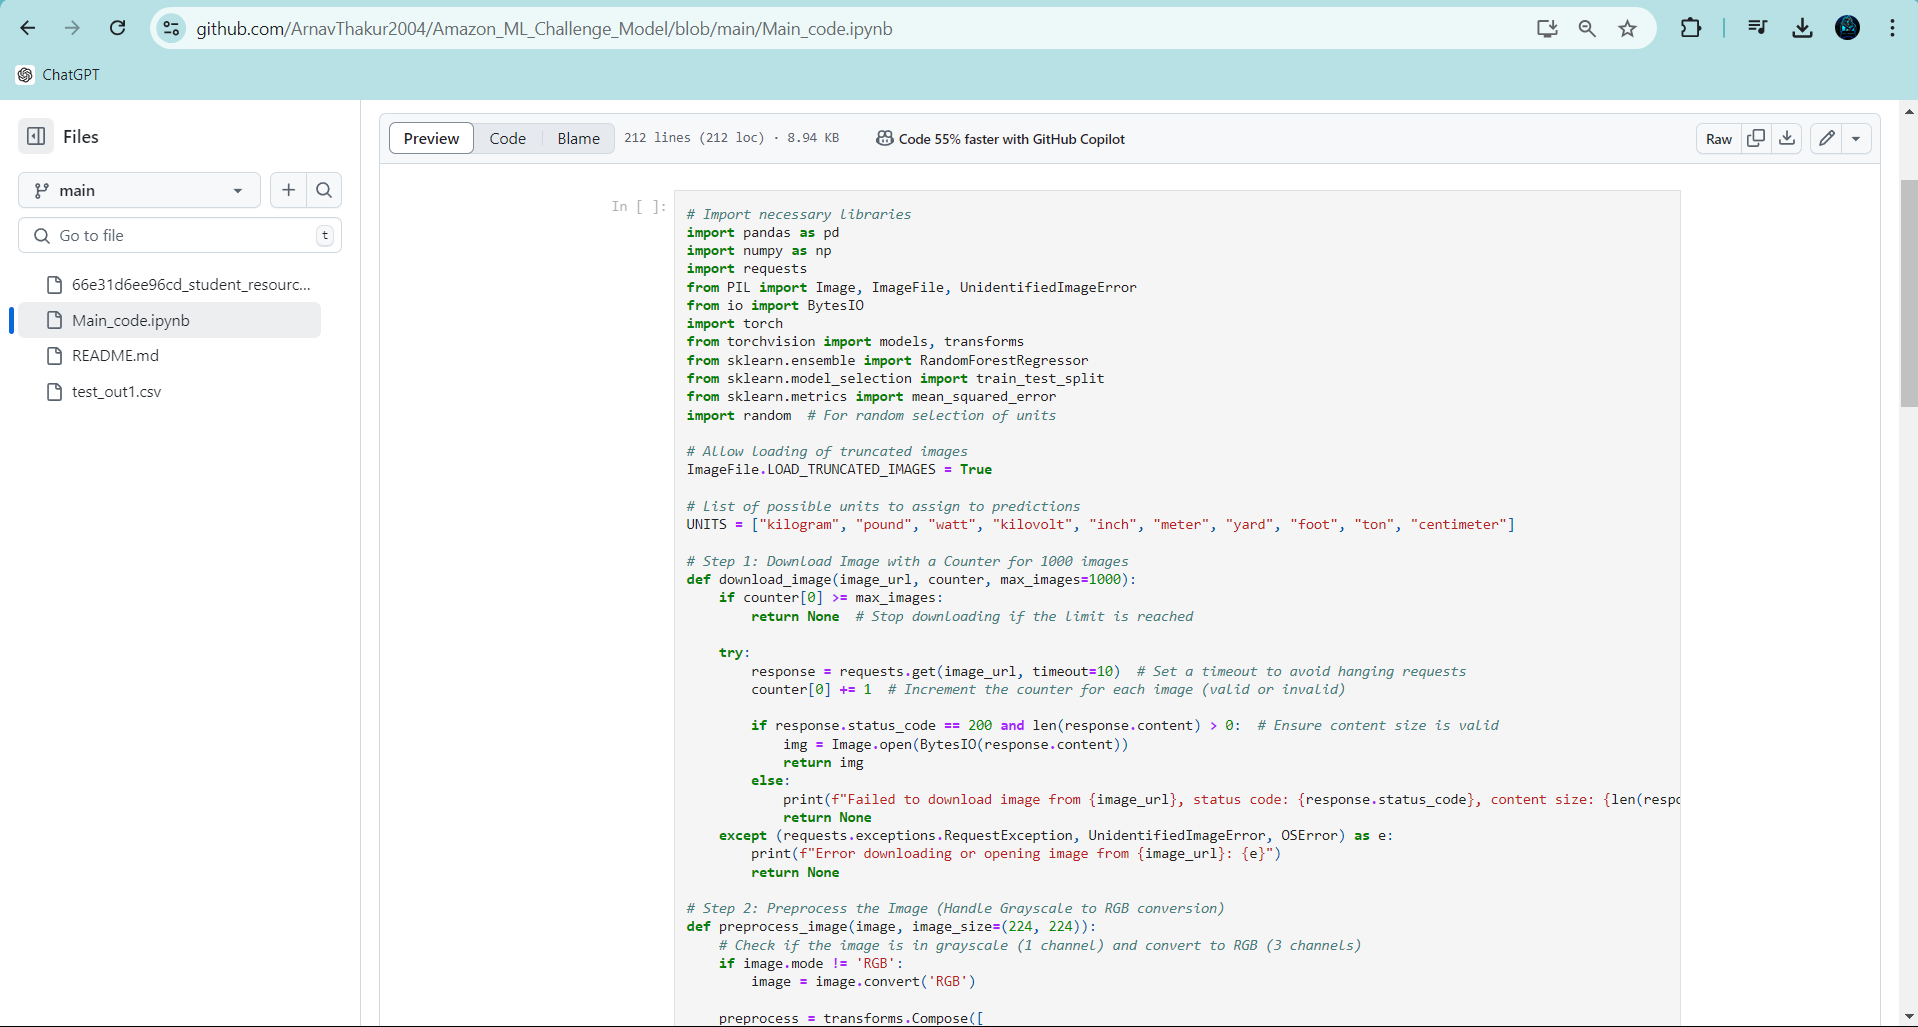 github.com/ArnavThakur2004/Amazon_ML_Challenge_Model/blob/main/Main_code.ipynb
ChatGPT
Files
main
Go to file
t
66e31d6ee96cd_student_resourc...
Main_code.ipynb
README.md
test_out1.csv
Preview Code Blame 212 lines (212 loc) · 8.94 KB Code 55% faster with GitHub Copilot Raw
In [ ]:
# Import necessary libraries
import pandas as pd
import numpy as np
import requests
from PIL import Image, ImageFile, UnidentifiedImageError
from io import BytesIO
import torch
from torchvision import models, transforms
from sklearn.ensemble import RandomForestRegressor
from sklearn.model_selection import train_test_split
from sklearn.metrics import mean_squared_error
import random  # For random selection of units
# Allow loading of truncated images
ImageFile.LOAD_TRUNCATED_IMAGES = True
# List of possible units to assign to predictions
UNITS = ["kilogram", "pound", "watt", "kilovolt", "inch", "meter", "yard", "foot", "ton", "centimeter"]
# Step 1: Download Image with a Counter for 1000 images
def download_image(image_url, counter, max_images=1000):
    if counter[0] >= max_images:
        return None  # Stop downloading if the limit is reached
    try:
        response = requests.get(image_url, timeout=10)  # Set a timeout to avoid hanging requests
        counter[0] += 1  # Increment the counter for each image (valid or invalid)
        if response.status_code == 200 and len(response.content) > 0:  # Ensure content size is valid
            img = Image.open(BytesIO(response.content))
            return img
        else:
            print(f"Failed to download image from {image_url}, status code: {response.status_code}, content size: {len(respo
            return None
    except (requests.exceptions.RequestException, UnidentifiedImageError, OSError) as e:
        print(f"Error downloading or opening image from {image_url}: {e}")
        return None
# Step 2: Preprocess the Image (Handle Grayscale to RGB conversion)
def preprocess_image(image, image_size=(224, 224)):
    # Check if the image is in grayscale (1 channel) and convert to RGB (3 channels)
    if image.mode != 'RGB':
        image = image.convert('RGB')
    preprocess = transforms.Compose([